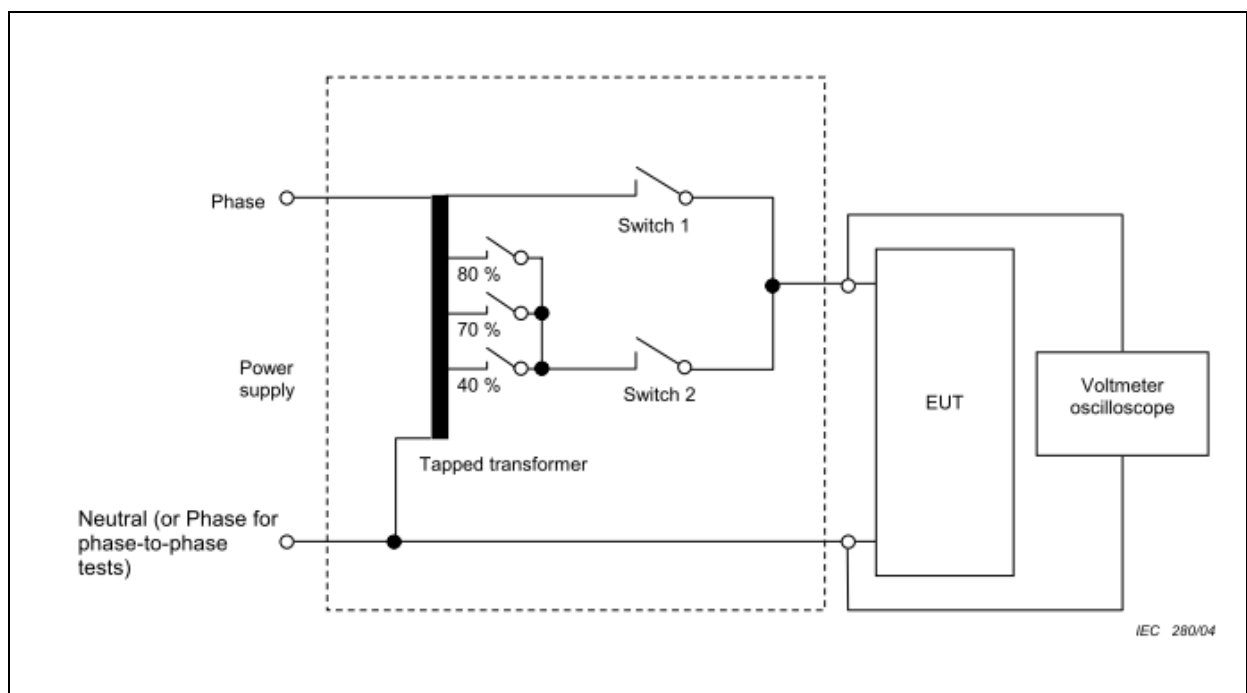 Phase
Switch 1
80 %
70 %
40 %
Power
supply
Switch 2
Tapped transformer
EUT
Voltmeter
oscilloscope
Neutral (or Phase for
phase-to-phase
tests)
IEC 280/04